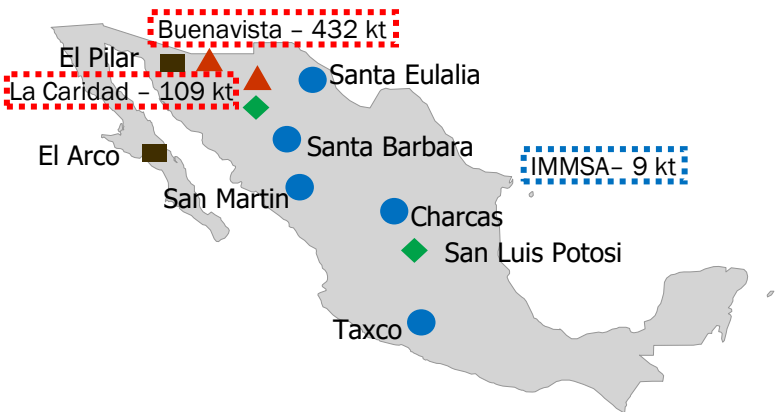 Buenavista – 432 kt
El Pilar
Santa Eulalia
La Caridad – 109 kt
Santa Barbara
El Arco
IMMSA– 9 kt
San Martin
Charcas
San Luis Potosi
Taxco